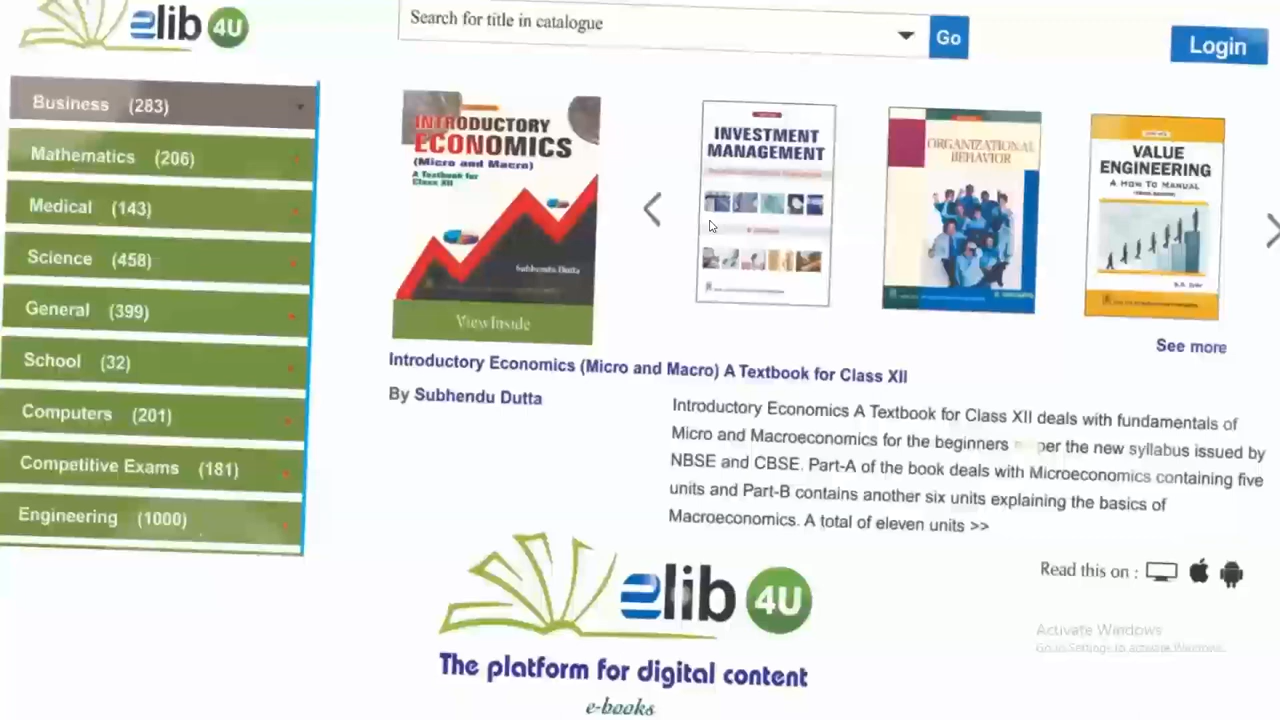 elib 4U
Search for title in catalogue
Go
Login
Business (283)
Mathematics (206)
Medical (143)
Science (458)
General (399)
School (32)
Computers (201)
Competitive Exams (181)
Engineering (1000)
INTRODUCTORY
ECONOMICS
(Micro and Macro)
A Textbook for
Class XII
Subhendu Dutta
View Inside
INVESTMENT
MANAGEMENT
ORGANIZATIONAL
BEHAVIOR
VALUE
ENGINEERING
A HOW TO MANUAL
See more
Introductory Economics (Micro and Macro) A Textbook for Class XII
By Subhendu Dutta
Introductory Economics A Textbook for Class XII deals with fundamentals of
Micro and Macroeconomics for the beginners per the new syllabus issued by
NBSE and CBSE. Part-A of the book deals with Microeconomics containing five
units and Part-B contains another six units explaining the basics of
Macroeconomics. A total of eleven units >>
Read this on :
elib 4U
The platform for digital content
e-books
Activate Windows
Go to Settings to activate Windows.